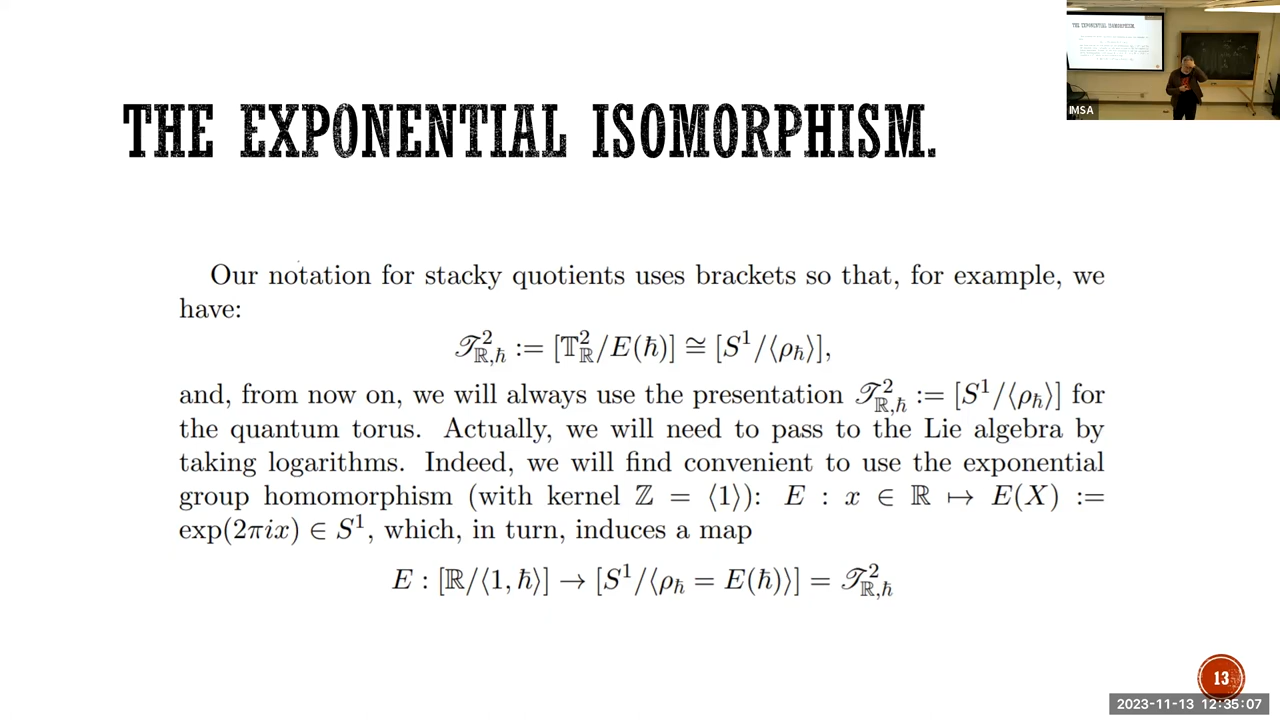 THE EXPONENTIAL ISOMORPHISM.
THE EXPONENTIAL ISOMORPHISM.
IMSA
Our notation for stacky quotients uses brackets so that, for example, we
have:
𝒯²_{ℝ,ℏ} := [𝕋²_ℝ/E(ℏ)] ≅ [S¹/⟨ρ_ℏ⟩],
and, from now on, we will always use the presentation 𝒯²_{ℝ,ℏ} := [S¹/⟨ρ_ℏ⟩] for
the quantum torus. Actually, we will need to pass to the Lie algebra by
taking logarithms. Indeed, we will find convenient to use the exponential
group homomorphism (with kernel ℤ = ⟨1⟩): E : x ∈ ℝ ↦ E(X) :=
exp(2πix) ∈ S¹, which, in turn, induces a map
E : [ℝ/⟨1, ℏ⟩] → [S¹/⟨ρ_ℏ = E(ℏ)⟩] = 𝒯²_{ℝ,ℏ}
13
2023-11-13 12:35:07